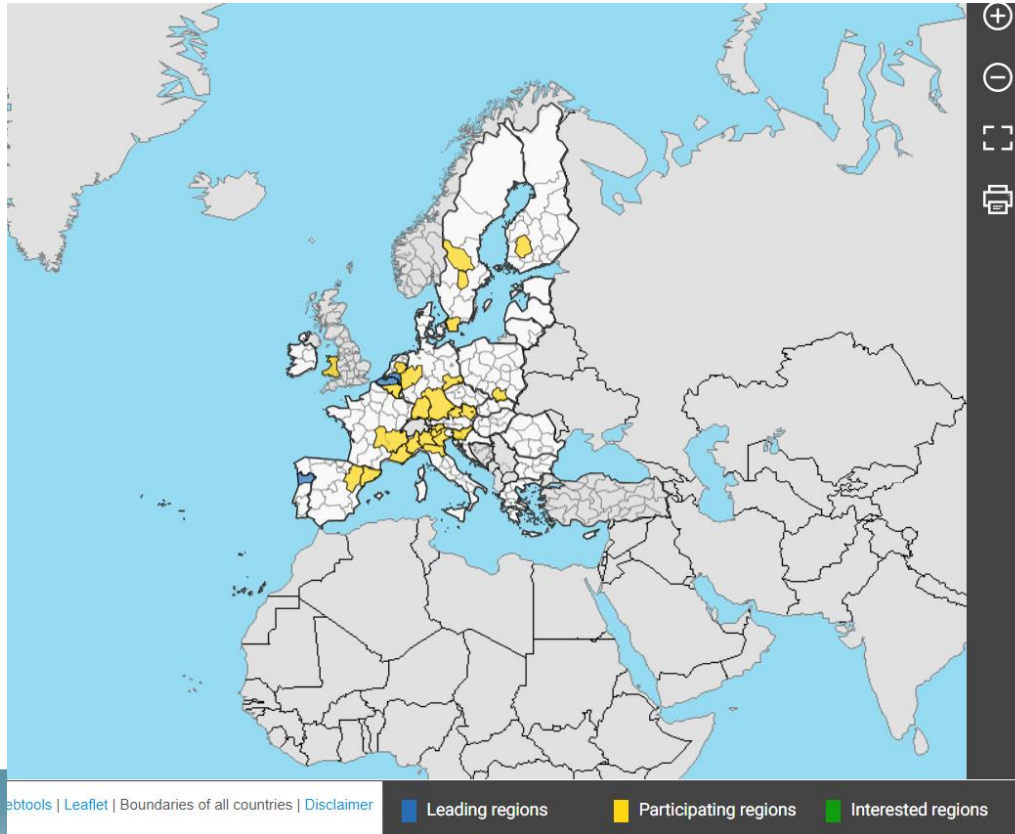 ebtools | Leaflet | Boundaries of all countries | Disclaimer
Leading regions
Participating regions
Interested regions